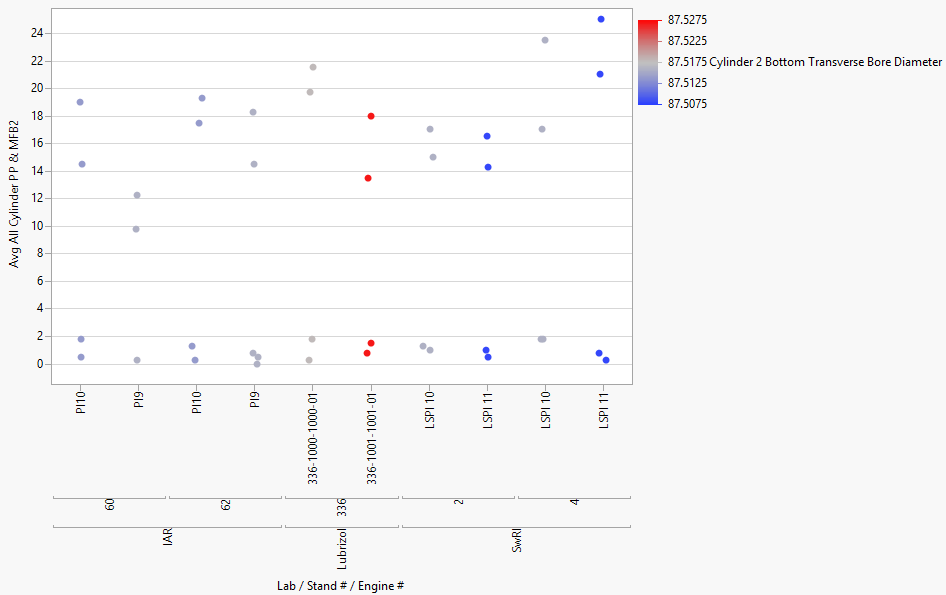 24
22
20
18
16
14
12
10
8
6
4
2
0
Avg All Cylinder PP & MFB2
87.5275
87.5225
87.5175 Cylinder 2 Bottom Transverse Bore Diameter
87.5125
87.5075
PI10
PI9
PI10
PI9
336-1000-1000-01
336-1001-1001-01
LSPI 10
LSPI 11
LSPI 10
LSPI 11
60
62
336
2
4
IAR
Lubrizol
SwRI
Lab / Stand # / Engine #